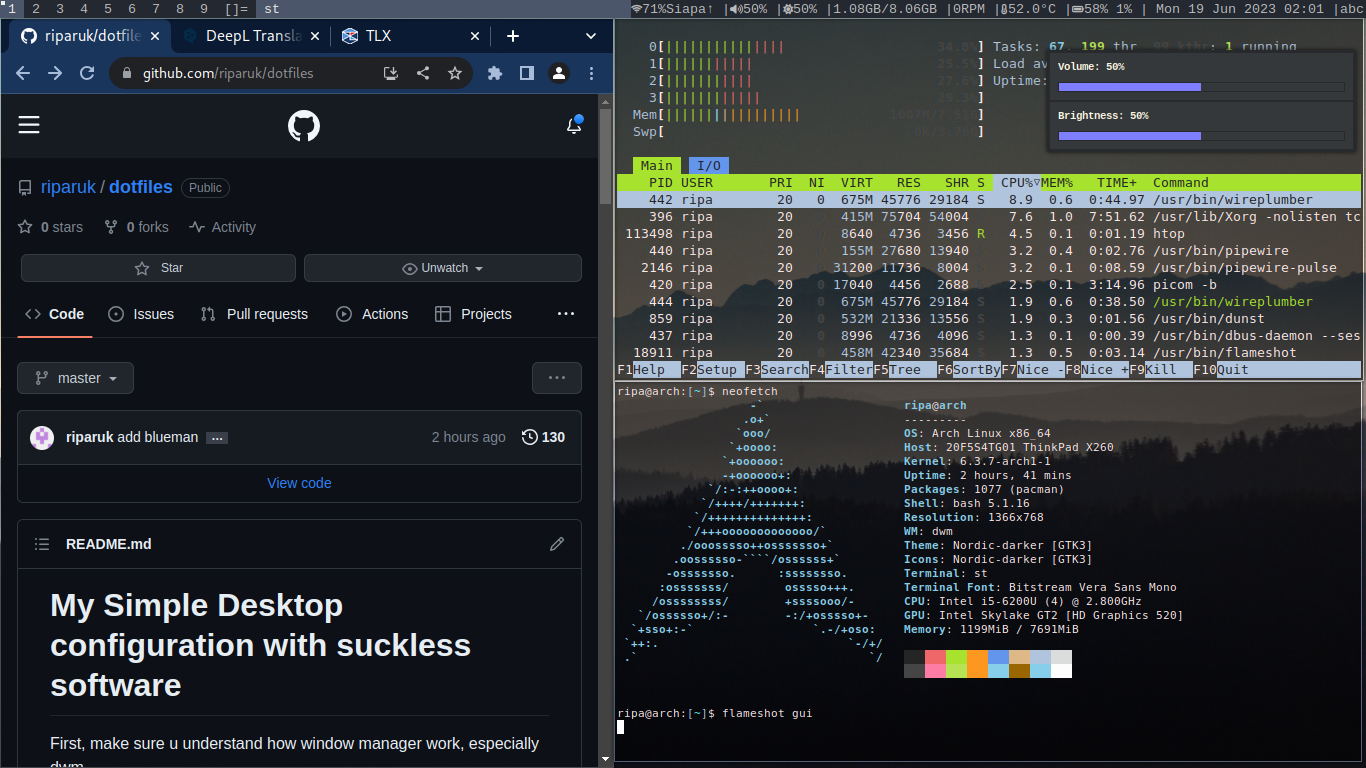 1 2 3 4 5 6 7 8 9 []= st 71%Siapa↑ |50% |50% |1.08GB/8.06GB |0RPM |52.0°C |58% 1% | Mon 19 Jun 2023 02:01 |abc
riparuk/dotfile DeepL Transla TLX
github.com/riparuk/dotfiles
riparuk / dotfiles Public
0 stars 0 forks Activity
Star Unwatch
Code Issues Pull requests Actions Projects ...
master ...
riparuk add blueman ... 2 hours ago 130
View code
README.md
My Simple Desktop
configuration with suckless
software
First, make sure u understand how window manager work, especially
dwm
0[|||||||||||||||| 34.8%] Tasks: 67, 199 thr, 99 kthr; 1 running
1[|||||||||||| 25.5%] Load av
2[|||||||||||| 27.6%] Uptime:
3[||||||||||||| 29.3%]
Mem[||||||||||||||||||]
Swp[]
Volume: 50%
Brightness: 50%
Main I/O
PID USER PRI NI VIRT RES SHR S CPU%▽MEM% TIME+ Command
442 ripa 20 0 675M 45776 29184 S 8.9 0.6 0:44.97 /usr/bin/wireplumber
396 ripa 20 415M 75704 54004 7.6 1.0 7:51.62 /usr/lib/Xorg -nolisten tc
113498 ripa 20 8640 4736 3456 R 4.5 0.1 0:01.19 htop
440 ripa 20 155M 27680 13940 3.2 0.4 0:02.76 /usr/bin/pipewire
2146 ripa 20 31200 11736 8004 3.2 0.1 0:08.59 /usr/bin/pipewire-pulse
420 ripa 20 0 17040 4456 2688 S 2.5 0.1 3:14.96 picom -b
444 ripa 20 0 675M 45776 29184 S 1.9 0.6 0:38.50 /usr/bin/wireplumber
859 ripa 20 0 532M 21336 13556 S 1.9 0.3 0:01.56 /usr/bin/dunst
437 ripa 20 0 8996 4736 4096 S 1.3 0.1 0:00.39 /usr/bin/dbus-daemon --ses
18911 ripa 20 0 458M 42340 35684 S 1.3 0.5 0:03.14 /usr/bin/flameshot
F1Help F2Setup F3SearchF4FilterF5Tree F6SortByF7Nice -F8Nice +F9Kill F10Quit
ripa@arch:[~]$ neofetch
ripa@arch
---------
OS: Arch Linux x86_64
Host: 20F5S4TG01 ThinkPad X260
Kernel: 6.3.7-arch1-1
Uptime: 2 hours, 41 mins
Packages: 1077 (pacman)
Shell: bash 5.1.16
Resolution: 1366x768
WM: dwm
Theme: Nordic-darker [GTK3]
Icons: Nordic-darker [GTK3]
Terminal: st
Terminal Font: Bitstream Vera Sans Mono
CPU: Intel i5-6200U (4) @ 2.800GHz
GPU: Intel Skylake GT2 [HD Graphics 520]
Memory: 1199MiB / 7691MiB
ripa@arch:[~]$ flameshot gui